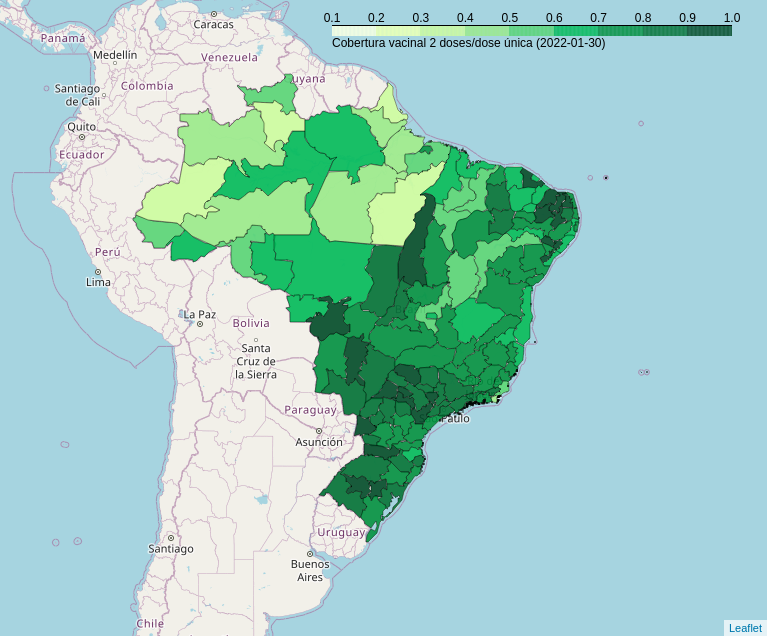 0.1 0.2 0.3 0.4 0.5 0.6 0.7 0.8 0.9 1.0
Cobertura vacinal 2 doses/dose única (2022-01-30)
Caracas
Panamá
Medellín
Venezuela
uyana
Santiago
de Cali
Colombia
Quito
Ecuador
Perú
Lima
La Paz
Bolivia
Santa
Cruz de
la Sierra
Paraguay
Paulo
Asunción
Uruguay
Santiago
Buenos
Aires
Chile
Leaflet